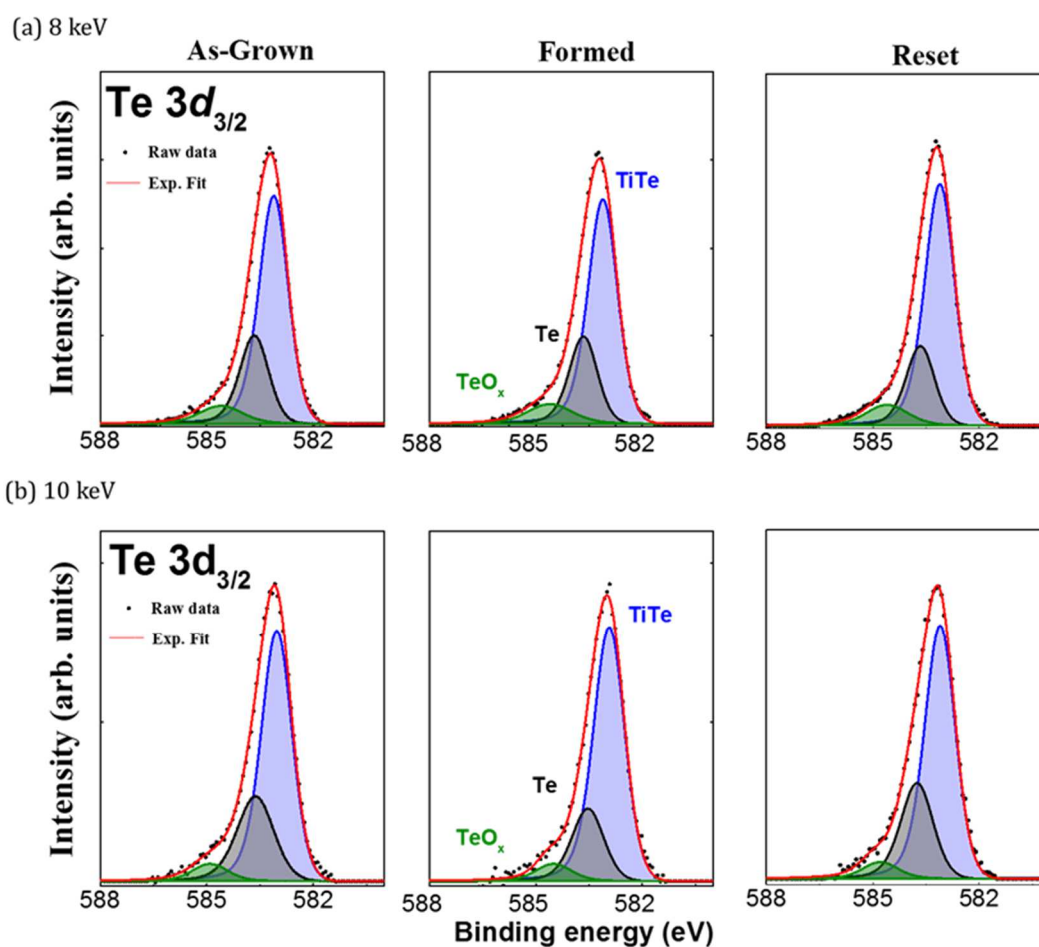 (a) 8 keV
As-Grown
Formed
Reset
Te 3d3/2
Raw data
Exp. Fit
TiTe
Te
TeOx
Intensity (arb. units)
588 585 582
588 585 582
588 585 582
(b) 10 keV
Te 3d3/2
Raw data
Exp. Fit
TiTe
Te
TeOx
Intensity (arb. units)
588 585 582
588 585 582
588 585 582
Binding energy (eV)